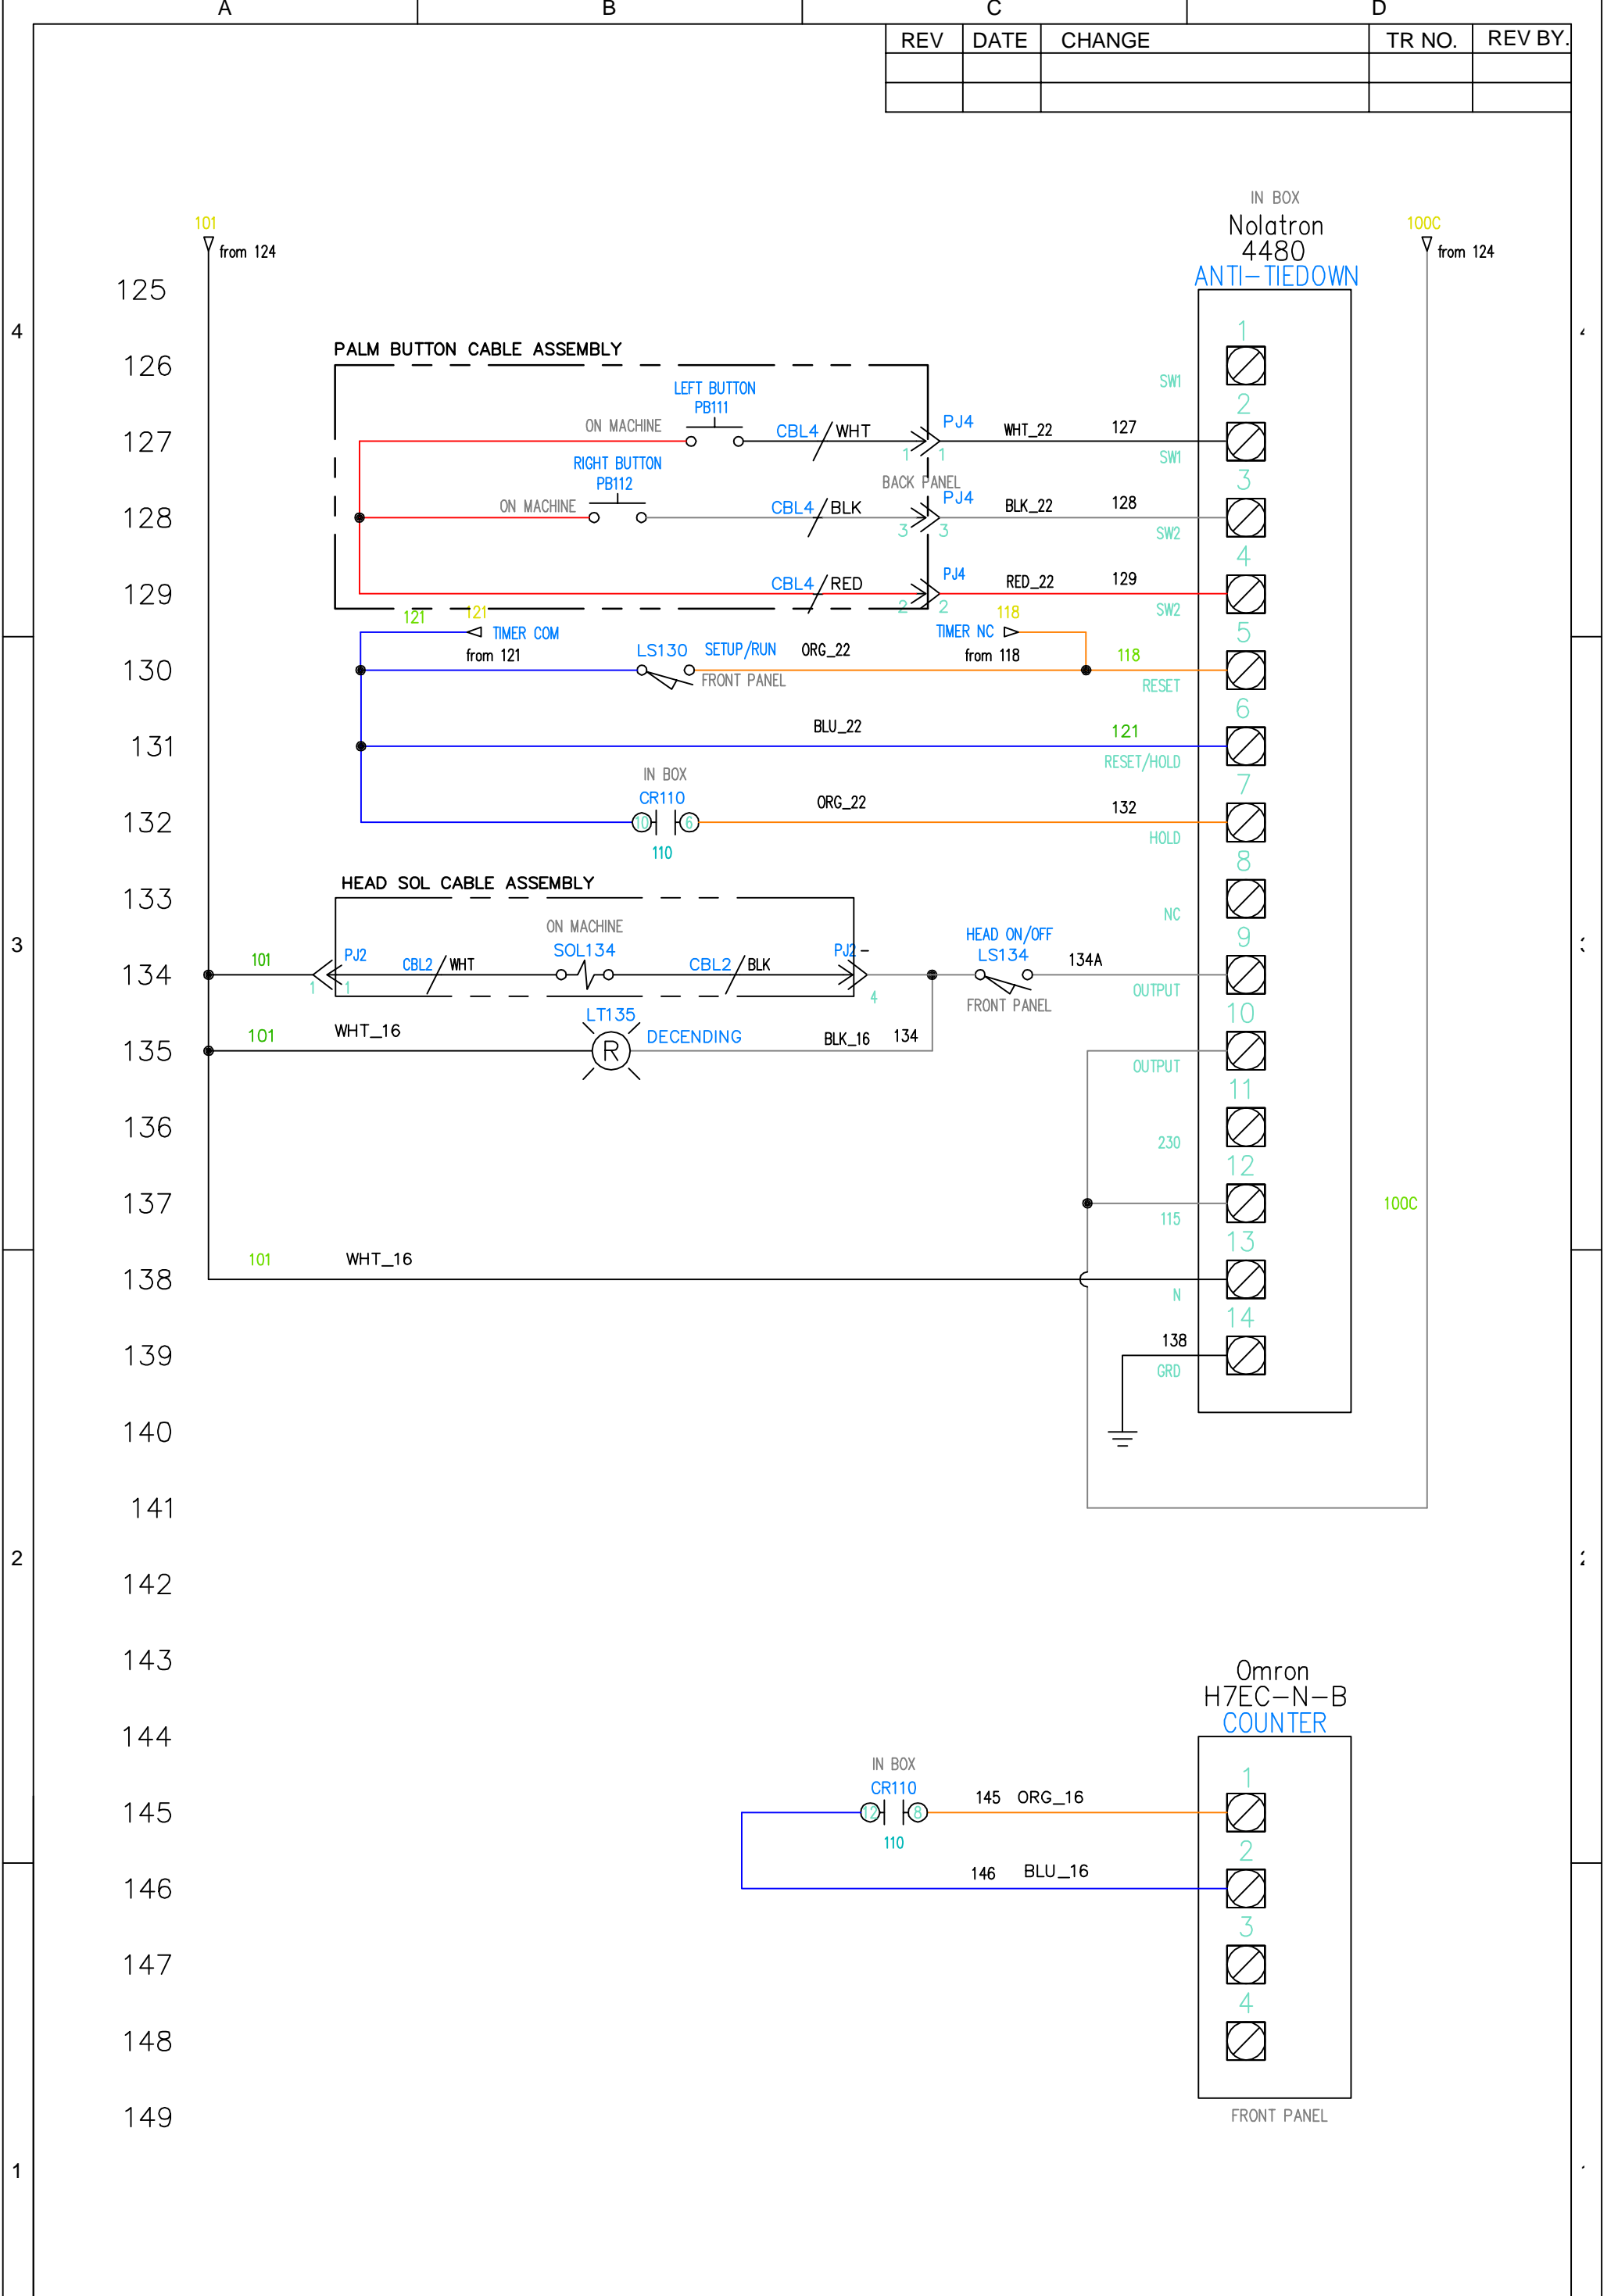 A B C D
REV DATE CHANGE TR NO. REV BY.
IN BOX
Nolatron
4480
ANTI-TIEDOWN
101
from 124
100C
from 124
125
4
1
PALM BUTTON CABLE ASSEMBLY
126
SW1
LEFT BUTTON
PB111
2
ON MACHINE
CBL4 WHT
PJ4
WHT_22
127
127
1 1
SW1
RIGHT BUTTON
PB112
BACK PANEL
3
ON MACHINE
CBL4 BLK
PJ4
BLK_22
128
128
3 3
SW2
4
CBL4 RED
PJ4
RED_22
129
129
2 2
SW2
121
121
118
TIMER COM
TIMER NC
5
from 121
from 118
LS130
SETUP/RUN
ORG_22
118
130
FRONT PANEL
RESET
6
BLU_22
121
131
RESET/HOLD
IN BOX
7
CR110
ORG_22
132
132
10 6
HOLD
110
8
HEAD SOL CABLE ASSEMBLY
133
NC
ON MACHINE
HEAD ON/OFF
9
3
101
PJ2
CBL2 WHT
SOL134
CBL2 BLK
PJ2-
LS134
134A
134
1 1
4
FRONT PANEL
OUTPUT
LT135
10
101
WHT_16
DECENDING
BLK_16
134
135
R
OUTPUT
11
136
230
12
137
115
100C
13
101
WHT_16
138
N
14
138
139
GRD
140
141
2
142
143
Omron
H7EC-N-B
COUNTER
144
IN BOX
CR110
1
145 ORG_16
145
12 8
110
2
146 BLU_16
146
3
147
4
148
149
FRONT PANEL
1